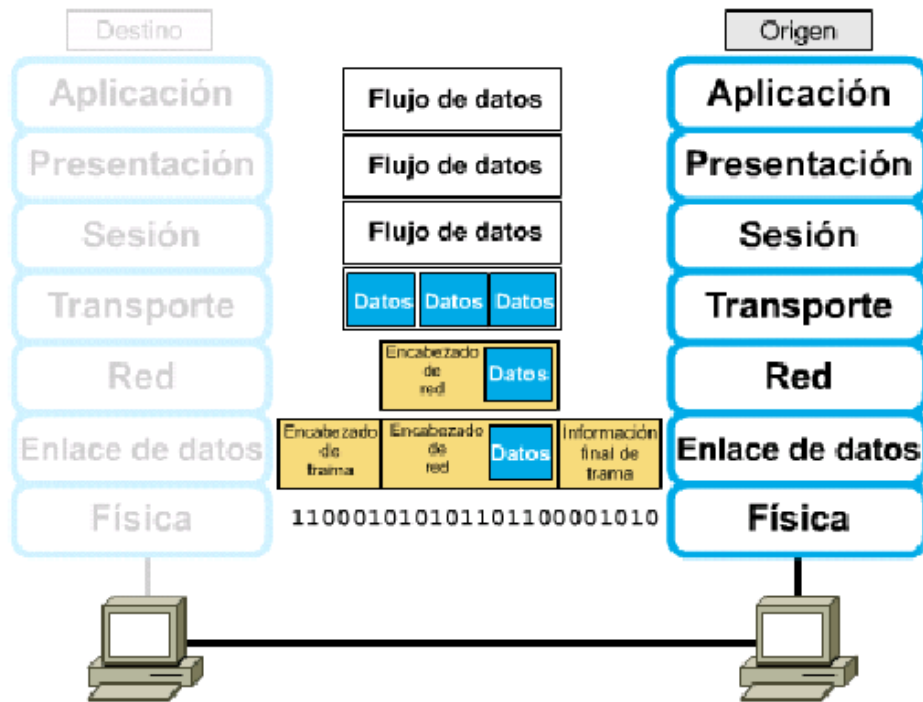 Destino
Origen
Aplicación
Flujo de datos
Aplicación
Presentación
Flujo de datos
Presentación
Sesión
Flujo de datos
Sesión
Transporte
Datos Datos Datos
Transporte
Red
Encabezado
de
red
Datos
Red
Enlace de datos
Encabezado
de
trama
Encabezado
de
red
Datos
Información
final de
trama
Enlace de datos
Física
110001010101101100001010
Física